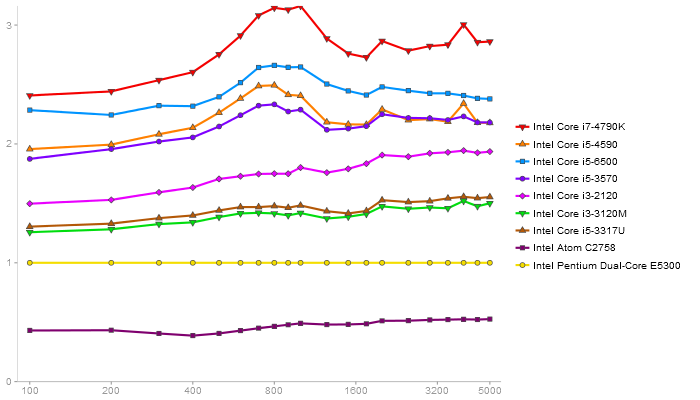 3
2
1
0
100
200
400
800
1600
3200
5000
Intel Core i7-4790K
Intel Core i5-4590
Intel Core i5-6500
Intel Core i5-3570
Intel Core i3-2120
Intel Core i3-3120M
Intel Core i5-3317U
Intel Atom C2758
Intel Pentium Dual-Core E5300